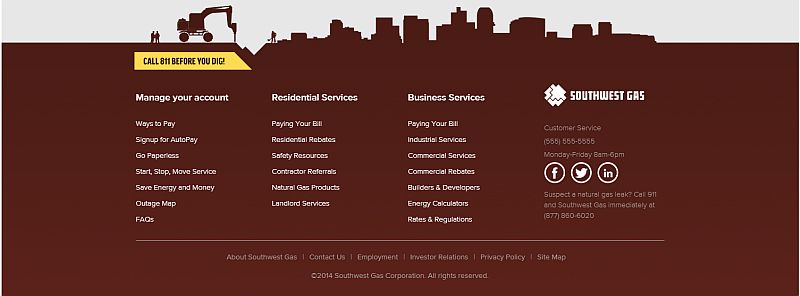 CALL 811 BEFORE YOU DIG!
Manage your account
Ways to Pay
Signup for AutoPay
Go Paperless
Start, Stop, Move Service
Save Energy and Money
Outage Map
FAQs
Residential Services
Paying Your Bill
Residential Rebates
Safety Resources
Contractor Referrals
Natural Gas Products
Landlord Services
Business Services
Paying Your Bill
Industrial Services
Commercial Services
Commercial Rebates
Builders & Developers
Energy Calculators
Rates & Regulations
SOUTHWEST GAS
Customer Service
(555) 555-5555
Monday-Friday 8am-6pm
Suspect a natural gas leak? Call 911
and Southwest Gas immediately at
(877) 860-6020
About Southwest Gas | Contact Us | Employment | Investor Relations | Privacy Policy | Site Map
©2014 Southwest Gas Corporation. All rights reserved.